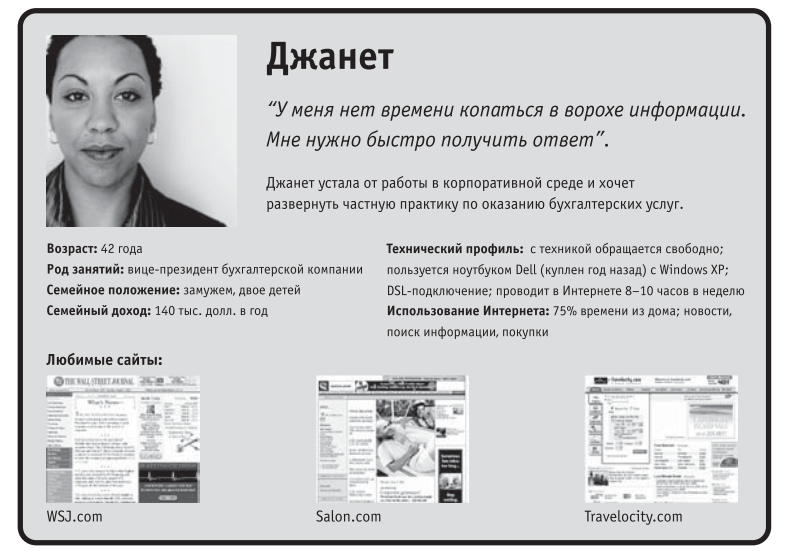 Джанет
“У меня нет времени копаться в ворохе информации.
Мне нужно быстро получить ответ”.
Джанет устала от работы в корпоративной среде и хочет
развернуть частную практику по оказанию бухгалтерских услуг.
Возраст: 42 года
Род занятий: вице-президент бухгалтерской компании
Семейное положение: замужем, двое детей
Семейный доход: 140 тыс. долл. в год
Технический профиль: с техникой обращается свободно;
пользуется ноутбуком Dell (куплен год назад) с Windows XP;
DSL-подключение; проводит в Интернете 8–10 часов в неделю
Использование Интернета: 75% времени из дома; новости,
поиск информации, покупки
Любимые сайты:
THE WALL STREET JOURNAL
What's News
Travelocity.com
WSJ.com
Salon.com
Travelocity.com